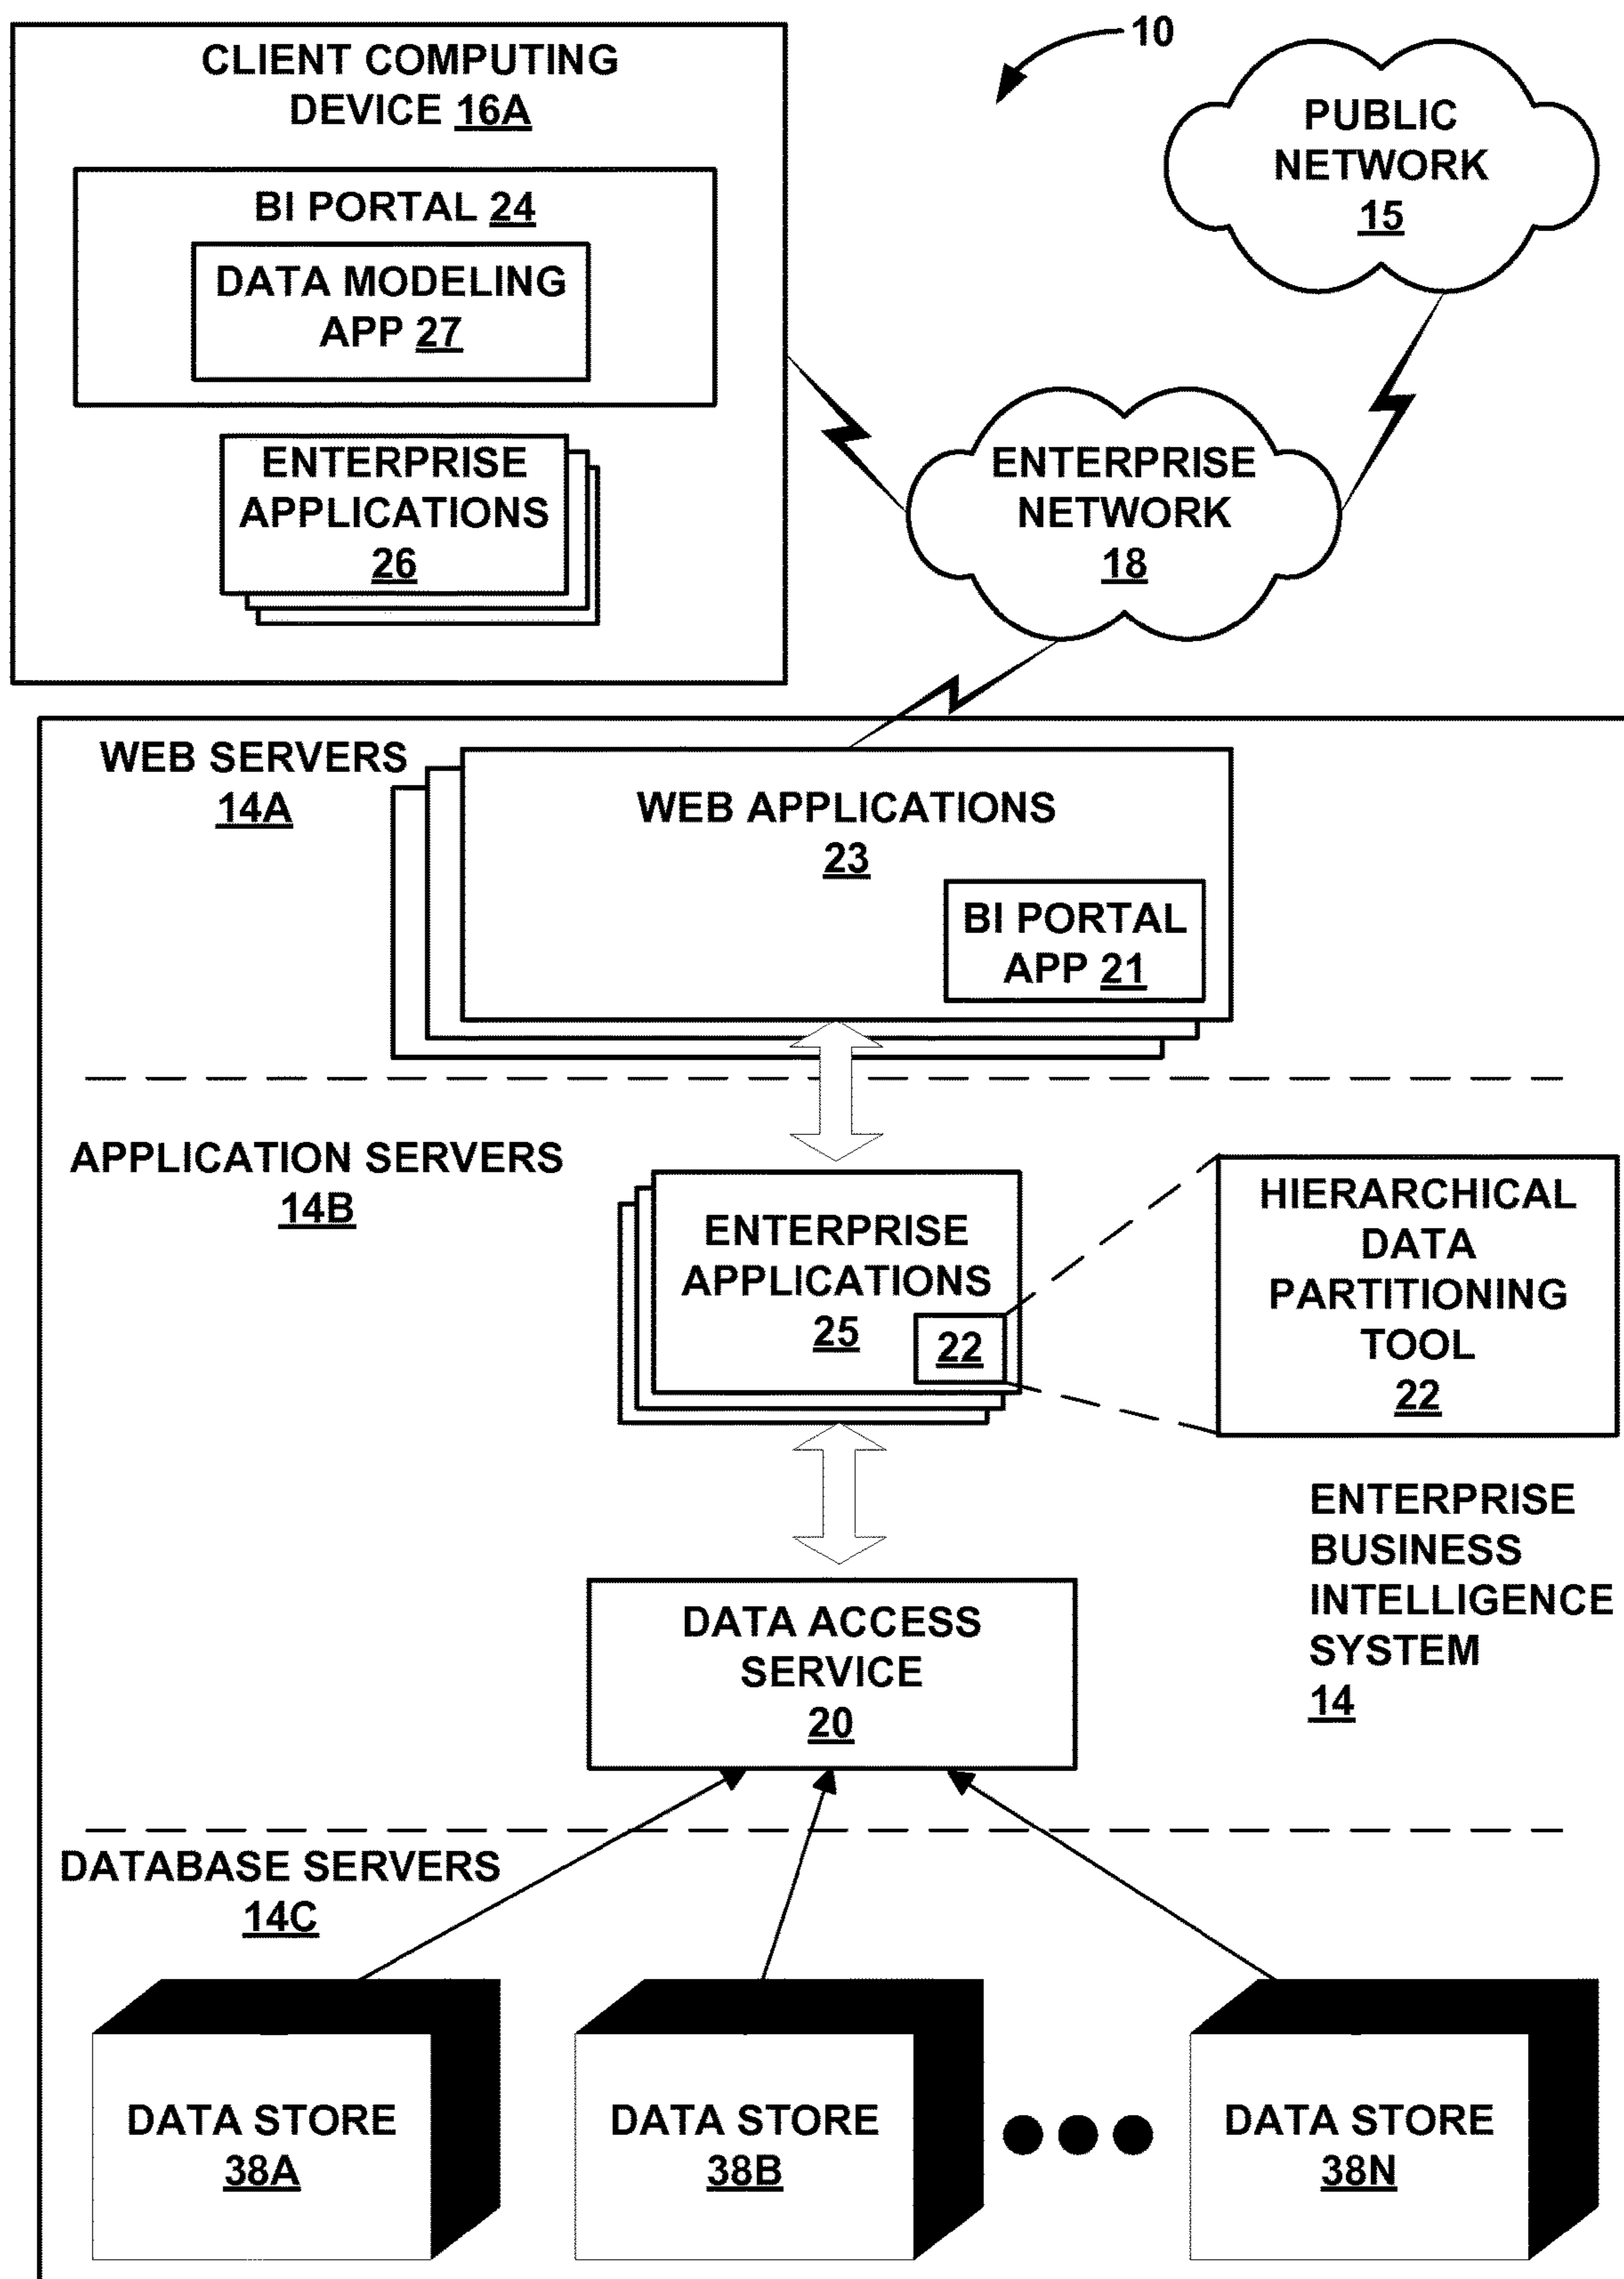 CLIENT COMPUTING
DEVICE 16A
BI PORTAL 24
DATA MODELING
APP 27
ENTERPRISE
APPLICATIONS
26
10
PUBLIC
NETWORK
15
ENTERPRISE
NETWORK
18
WEB SERVERS
14A
WEB APPLICATIONS
23
BI PORTAL
APP 21
APPLICATION SERVERS
14B
ENTERPRISE
APPLICATIONS
25
22
HIERARCHICAL
DATA
PARTITIONING
TOOL
22
ENTERPRISE
BUSINESS
INTELLIGENCE
SYSTEM
14
DATA ACCESS
SERVICE
20
DATABASE SERVERS
14C
DATA STORE
38A
DATA STORE
38B
DATA STORE
38N